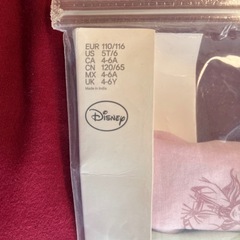 EUR 110/116
US 5T/6
CA 4-6A
CN 120/65
MX 4-6A
UK 4-6Y
Made in India
Disney